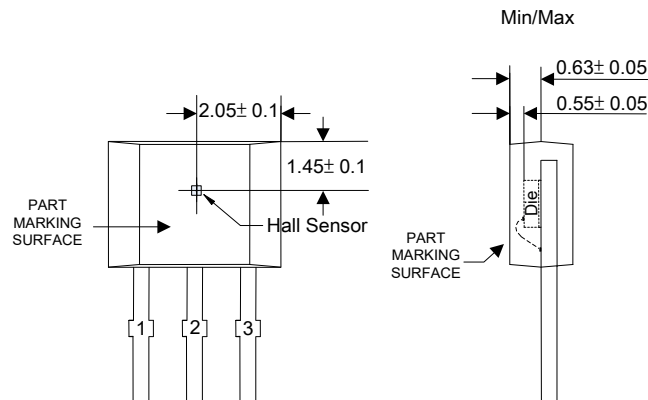 Min/Max
0.63± 0.05
0.55± 0.05
2.05± 0.1
1.45± 0.1
Hall Sensor
PART
MARKING
SURFACE
Die
PART
MARKING
SURFACE
1 2 3